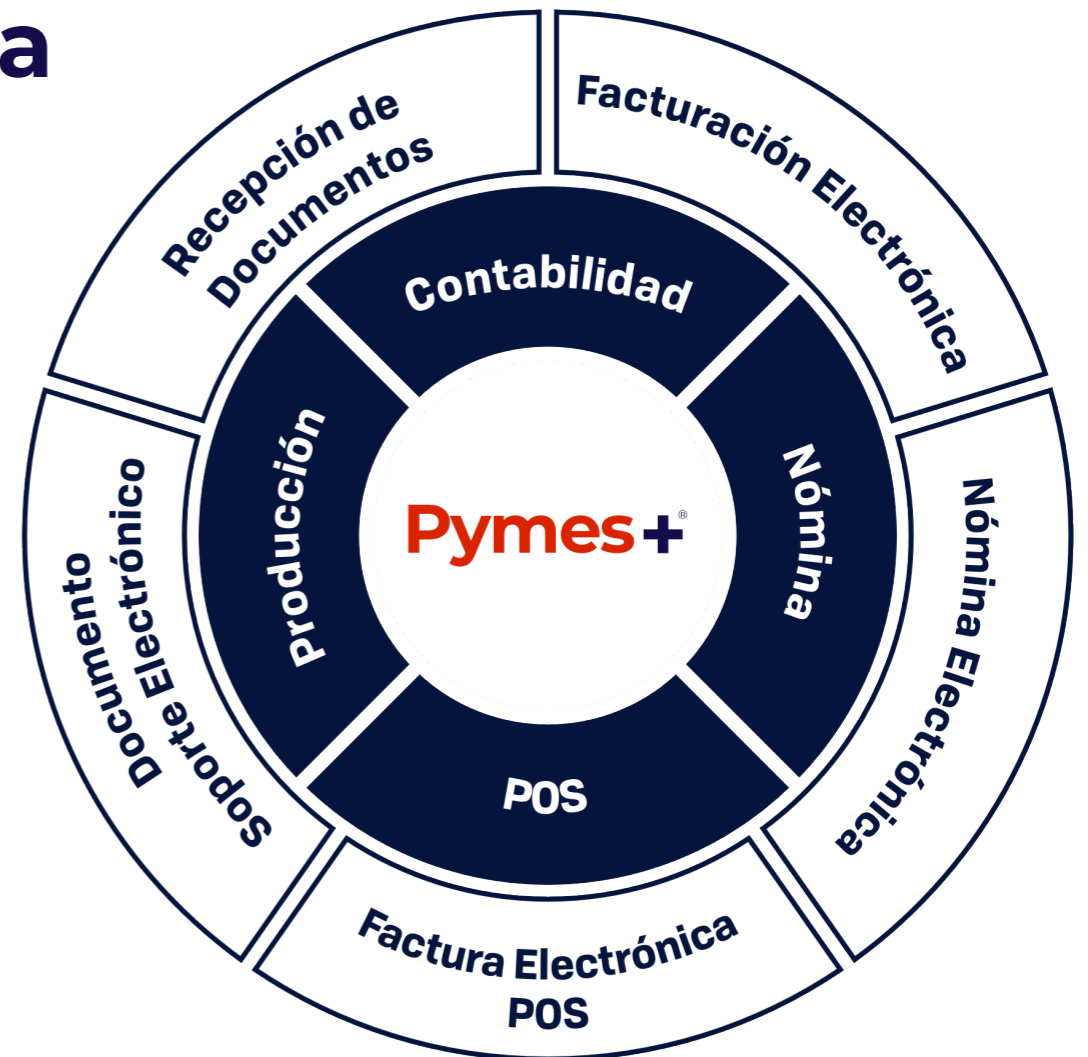 a
Recepción de
Documentos
Facturación Electrónica
Contabilidad
Producción
Nómina
Pymes+®
POS
Documento
Soporte Electrónico
Nómina Electrónica
Factura Electrónica
POS